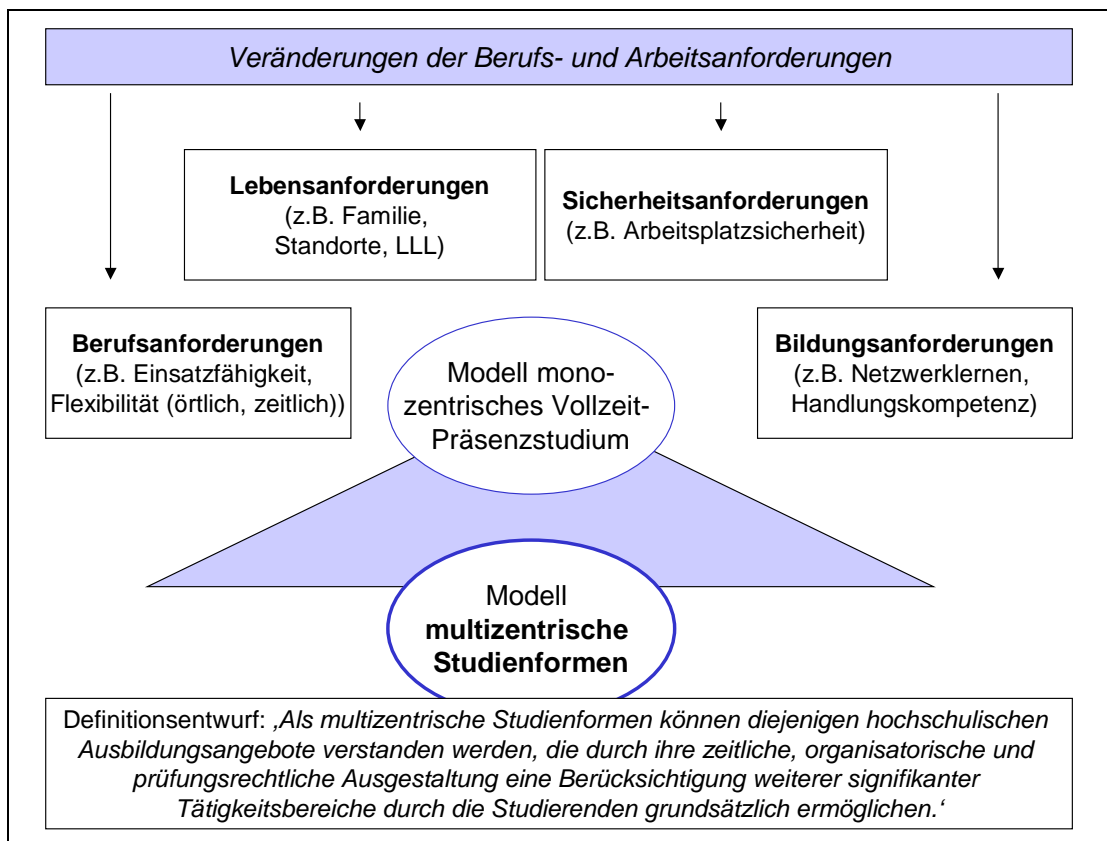 Veränderungen der Berufs- und Arbeitsanforderungen
Lebensanforderungen
(z.B. Familie,
Standorte, LLL)
Sicherheitsanforderungen
(z.B. Arbeitsplatzsicherheit)
Berufsanforderungen
(z.B. Einsatzfähigkeit,
Flexibilität (örtlich, zeitlich))
Modell mono-
zentrisches Vollzeit-
Präsenzstudium
Bildungsanforderungen
(z.B. Netzwerklernen,
Handlungskompetenz)
Modell
multizentrische
Studienformen
Definitionsentwurf: ‚Als multizentrische Studienformen können diejenigen hochschulischen
Ausbildungsangebote verstanden werden, die durch ihre zeitliche, organisatorische und
prüfungsrechtliche Ausgestaltung eine Berücksichtigung weiterer signifikanter
Tätigkeitsbereiche durch die Studierenden grundsätzlich ermöglichen.‘